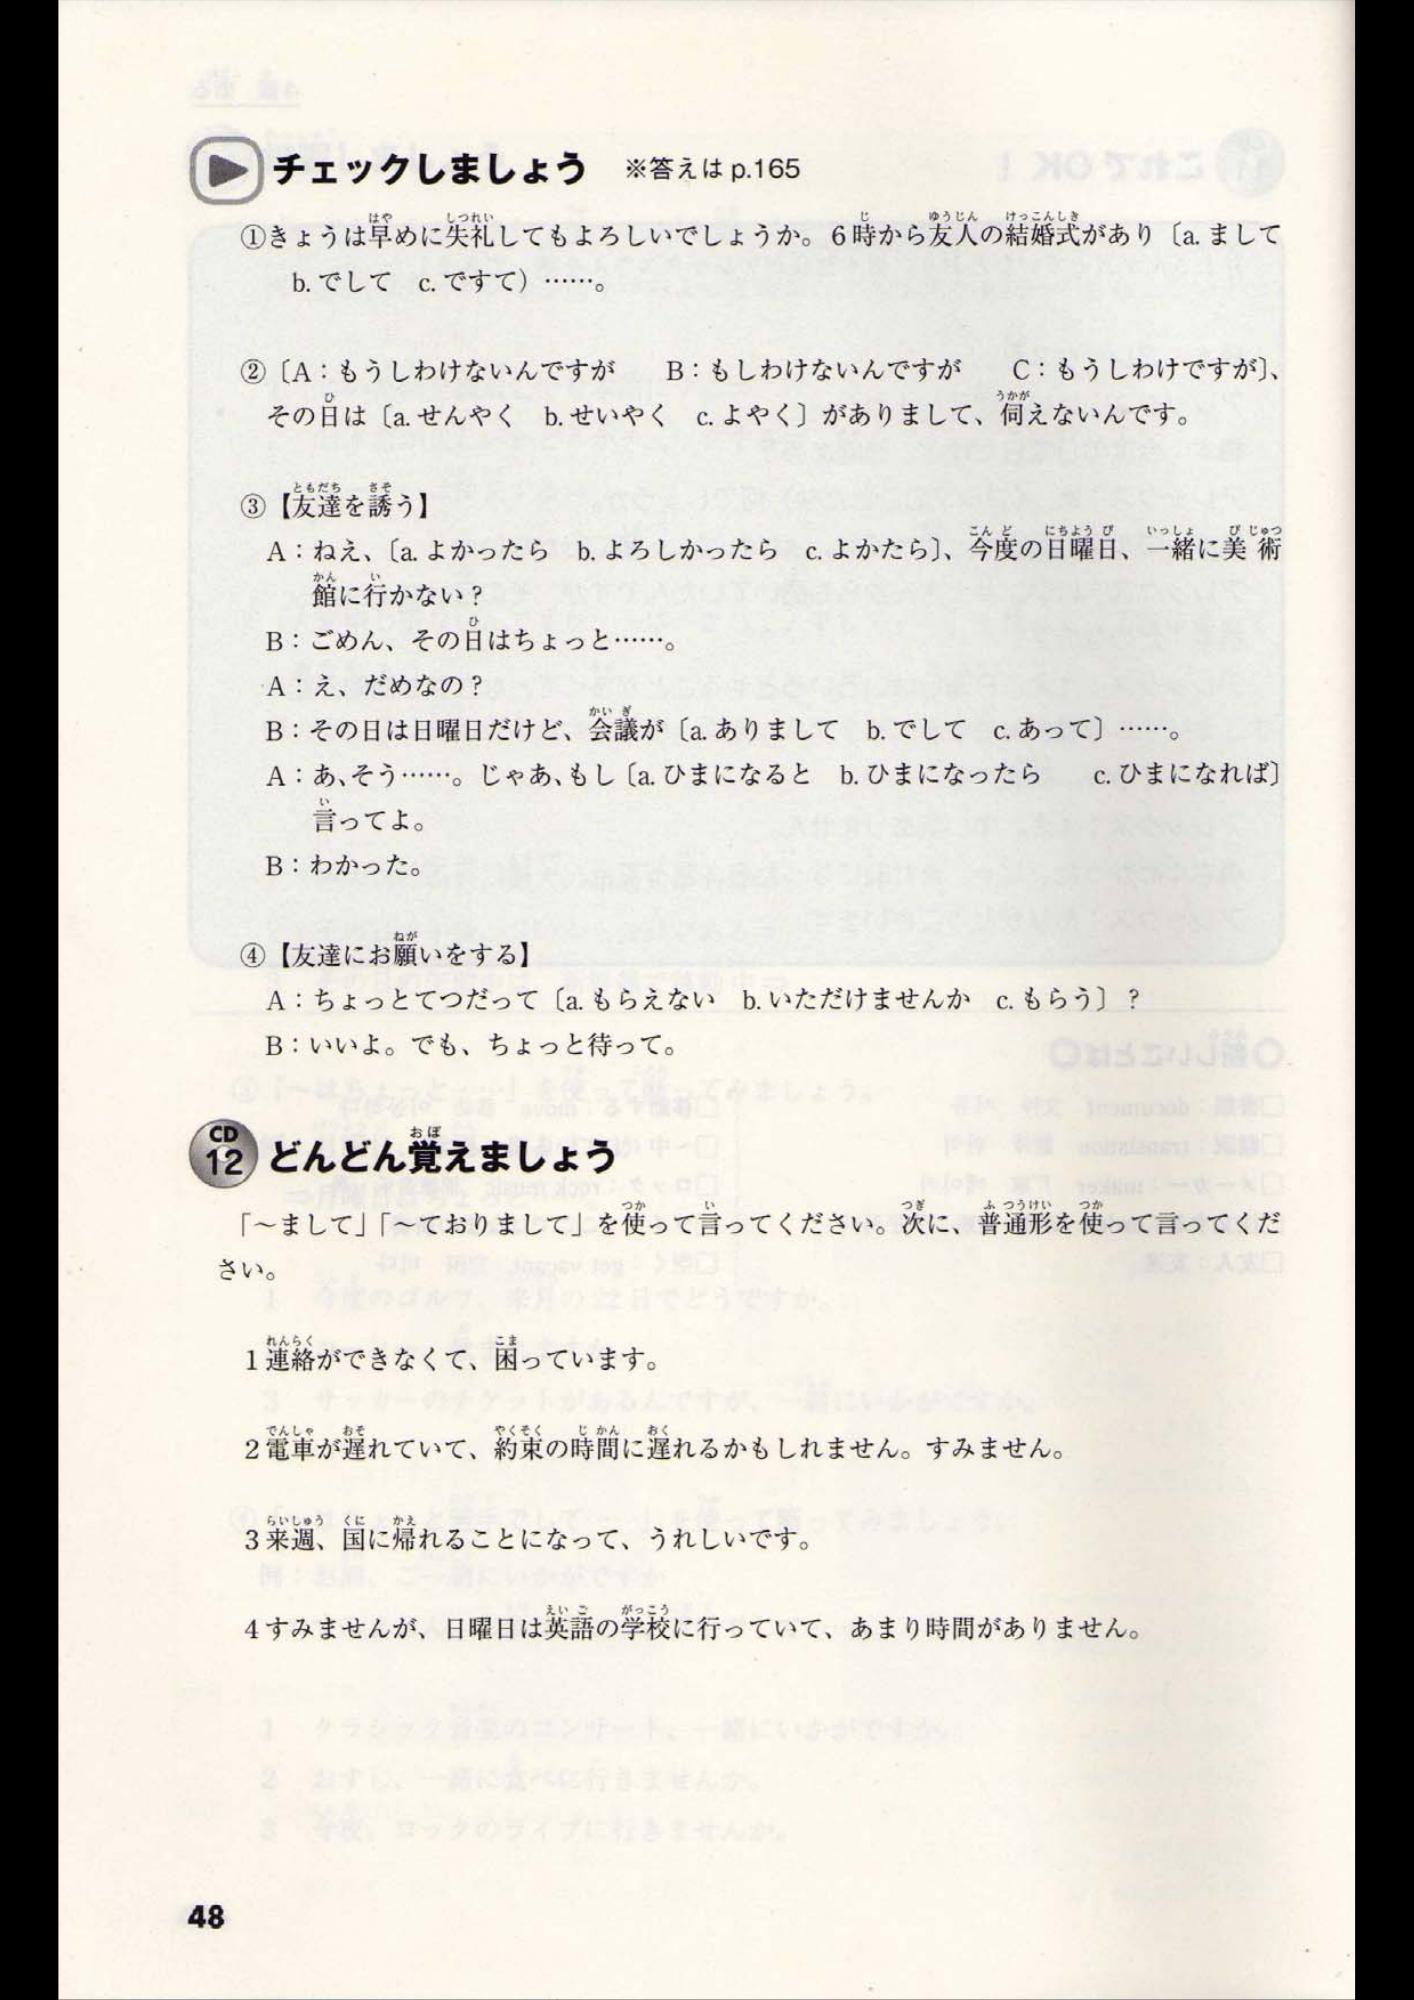 チェックしましょう ※答えは p.165
①きょうは早めに失礼してもよろしいでしょうか。6時から友人の結婚式があり〔a. まして
b. でして c. ですて）……。
②〔A：もうしわけないんですが B：もしわけないんですが C：もうしわけですが〕、
その日は〔a. せんやく b. せいやく c. よやく〕がありまして、伺えないんです。
③【友達を誘う】
A：ねえ、〔a. よかったら b. よろしかったら c. よかたら〕、今度の日曜日、一緒に美術
館に行かない？
B：ごめん、その日はちょっと……。
A：え、だめなの？
B：その日は日曜日だけど、会議が〔a. ありまして b. でして c. あって〕……。
A：あ、そう……。じゃあ、もし〔a. ひまになると b. ひまになったら c. ひまになれば〕
言ってよ。
B：わかった。
④【友達にお願いをする】
A：ちょっとてつだって〔a. もらえない b. いただけませんか c. もらう〕？
B：いいよ。でも、ちょっと待って。
CD 12 どんどん覚えましょう
「～まして」「～ておりまして」を使って言ってください。次に、普通形を使って言ってくだ
さい。
1 連絡ができなくて、困っています。
2 電車が遅れていて、約束の時間に遅れるかもしれません。すみません。
3 来週、国に帰れることになって、うれしいです。
4 すみませんが、日曜日は英語の学校に行っていて、あまり時間がありません。
48